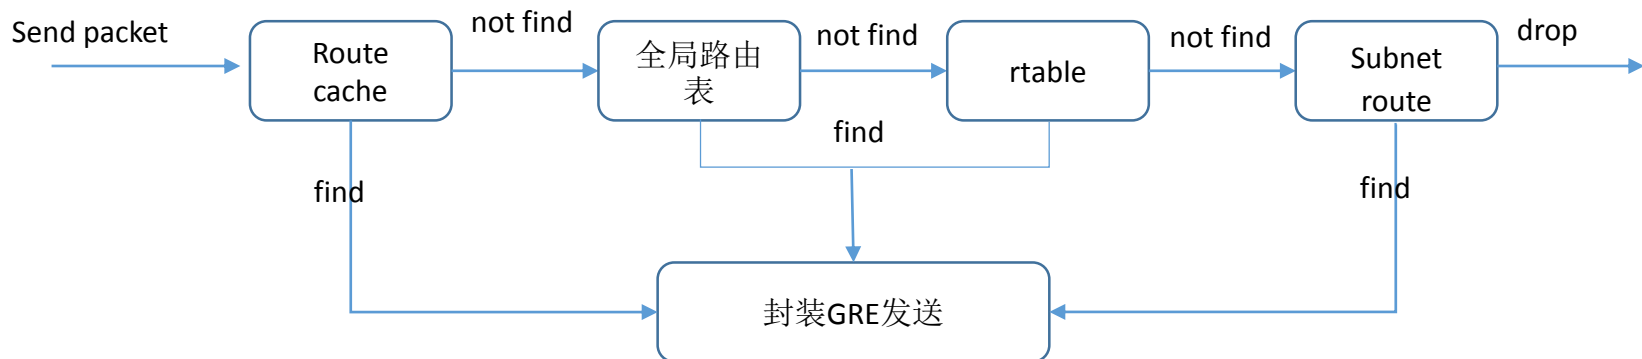 Send packet
Route
cache
not find
全局路由
表
not find
rtable
not find
Subnet
route
drop
find
find
find
封装GRE发送